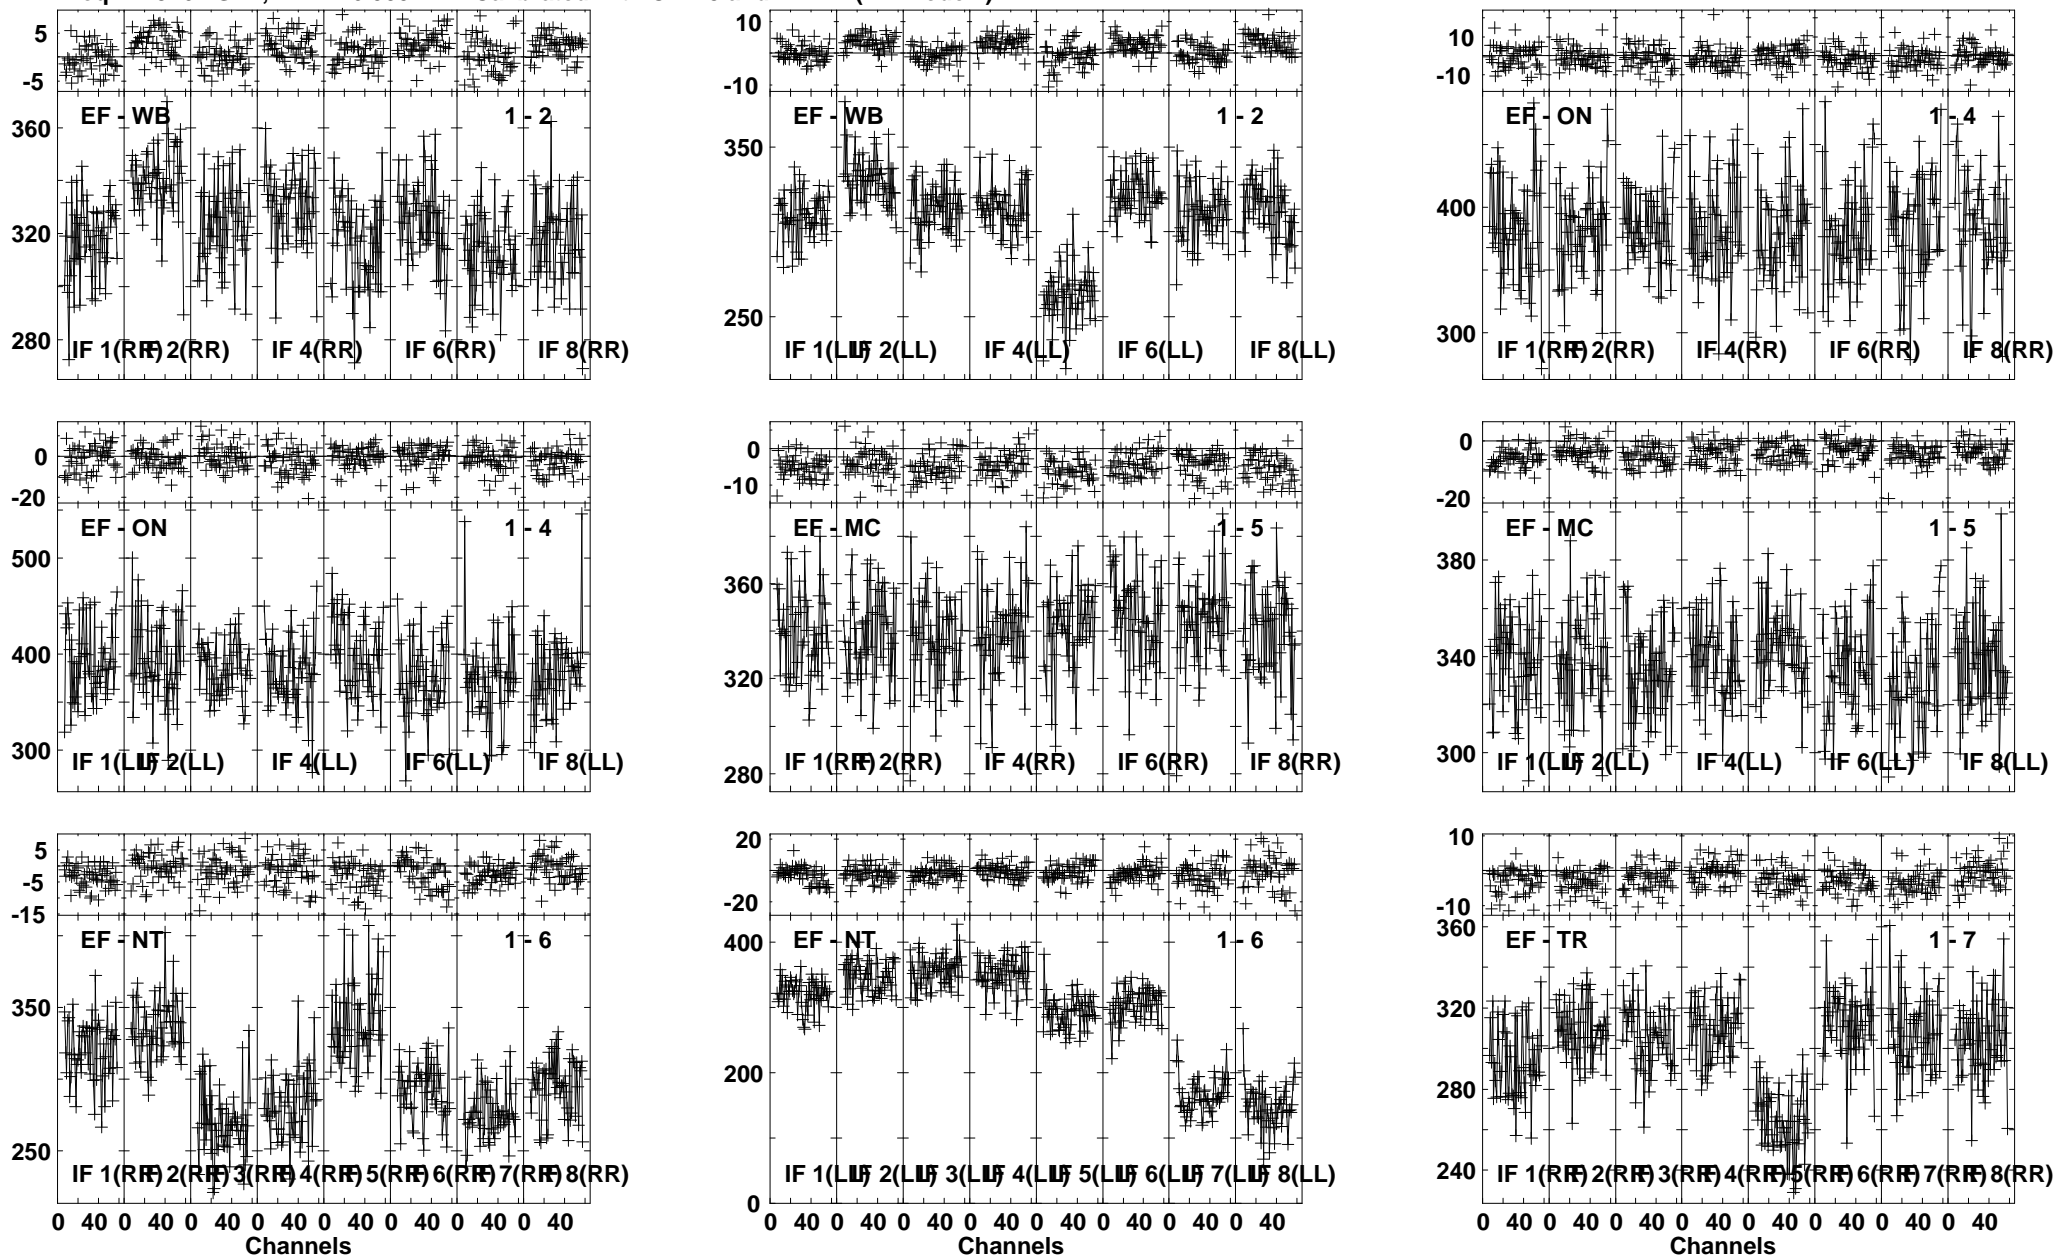 5
-5
360
320
280
EF - WB
1 - 2
IF 1(RR)
IF 2(RR)
IF 4(RR)
IF 6(RR)
IF 8(RR)
10
-10
350
250
EF - WB
1 - 2
IF 1(LL)
IF 2(LL)
IF 4(LL)
IF 6(LL)
IF 8(LL)
10
-10
400
300
EF - ON
1 - 4
IF 1(RR)
IF 2(RR)
IF 4(RR)
IF 6(RR)
IF 8(RR)
0
-20
500
400
300
EF - ON
1 - 4
IF 1(LL)
IF 2(LL)
IF 4(LL)
IF 6(LL)
IF 8(LL)
0
-10
360
320
280
EF - MC
1 - 5
IF 1(RR)
IF 2(RR)
IF 4(RR)
IF 6(RR)
IF 8(RR)
0
-20
380
340
300
EF - MC
1 - 5
IF 1(LL)
IF 2(LL)
IF 4(LL)
IF 6(LL)
IF 8(LL)
5
-5
-15
350
250
EF - NT
1 - 6
IF 1(RR)
IF 2(RR)
IF 3(RR)
IF 4(RR)
IF 5(RR)
IF 6(RR)
IF 7(RR)
IF 8(RR)
0 40 0 40 0 40 0 40 0 40 0 40 0 40 0 40
Channels
20
-20
400
200
0
EF - NT
1 - 6
IF 1(LL)
IF 2(LL)
IF 3(LL)
IF 4(LL)
IF 5(LL)
IF 6(LL)
IF 7(LL)
IF 8(LL)
0 40 0 40 0 40 0 40 0 40 0 40 0 40 0 40
Channels
10
-10
360
320
280
240
EF - TR
1 - 7
IF 1(RR)
IF 2(RR)
IF 3(RR)
IF 4(RR)
IF 5(RR)
IF 6(RR)
IF 7(RR)
IF 8(RR)
0 40 0 40 0 40 0 40 0 40 0 40 0 40 0 40
Channels